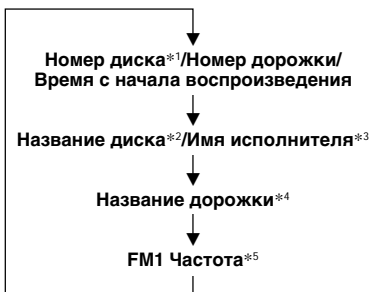 Номер диска*1/Номер дорожки/
Время с начала воспроизведения
Название диска*2/Имя исполнителя*3
Название дорожки*4
FM1 Частота*5